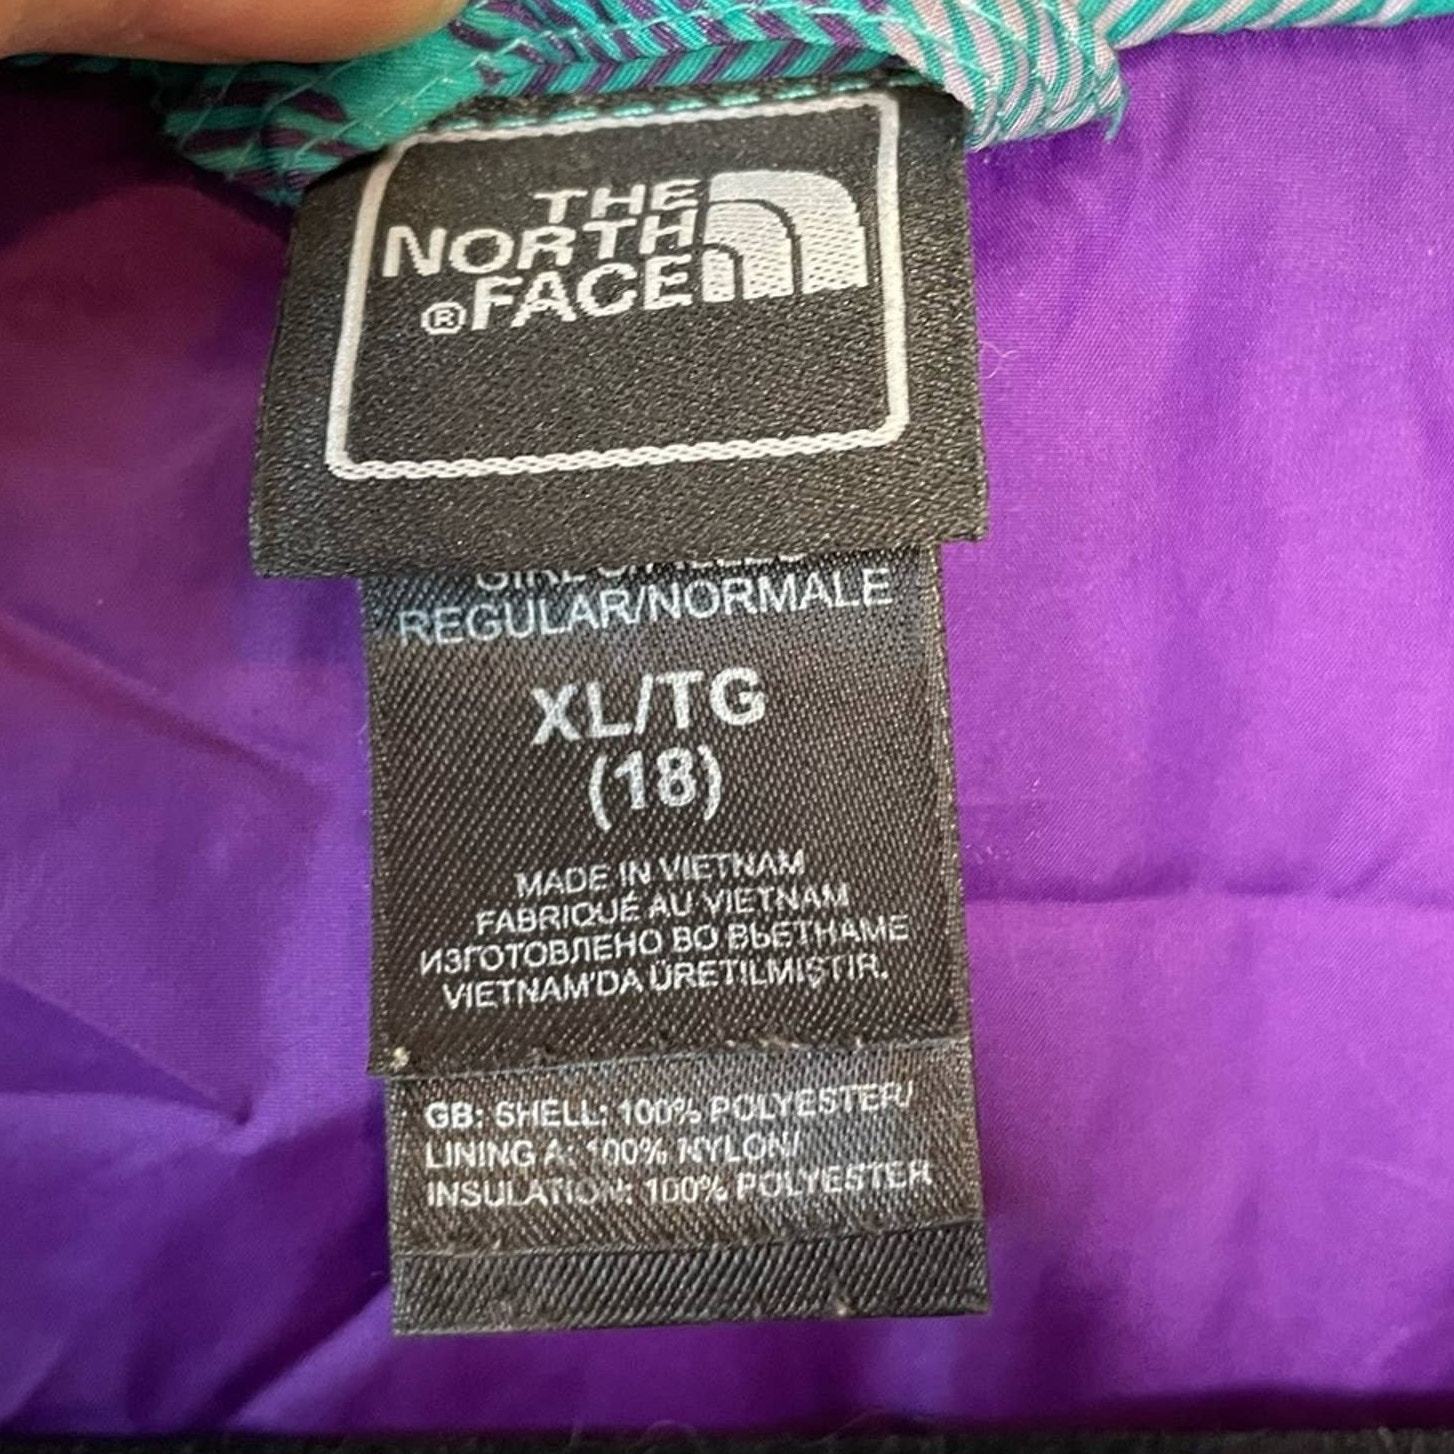 THE
NORTH
®FACE
REGULAR/NORMALE
XL/TG
(18)
MADE IN VIETNAM
FABRIQUÉ AU VIETNAM
ИЗГОТОВЛЕНО ВО ВЬЕТНАМЕ
VIETNAM'DA ÜRETILMIŞTIR.
GB: SHELL: 100% POLYESTER/
LINING A: 100% NYLON/
INSULATION: 100% POLYESTER